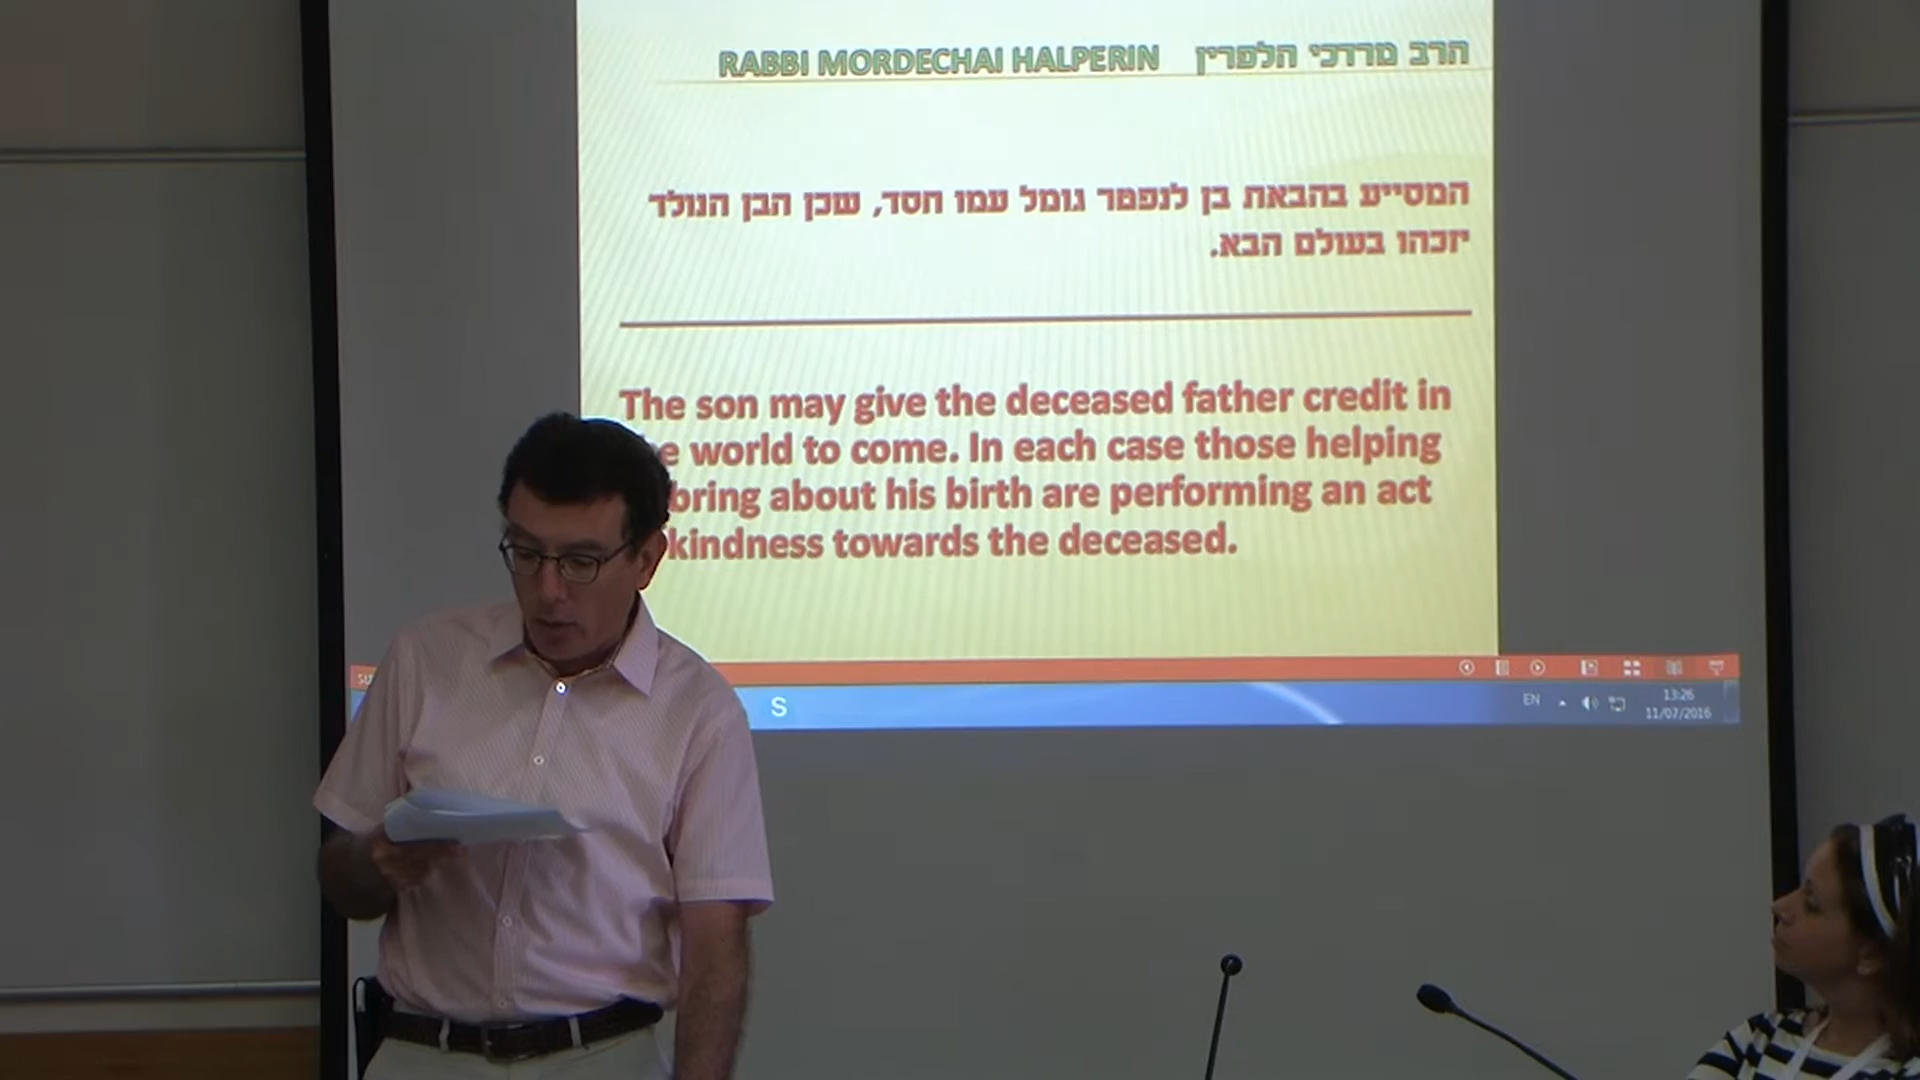 RABBI MORDECHAI HALPERIN הרב מרדכי הלפרין
המסייע בהבאת בן לנפטר גומל עמו חסד, שכן הבן הנולד
יזכהו בעולם הבא.
The son may give the deceased father credit in
world to come. In each case those helping
bring about his birth are performing an act
kindness towards the deceased.
S
EN
13:26
11/07/2016